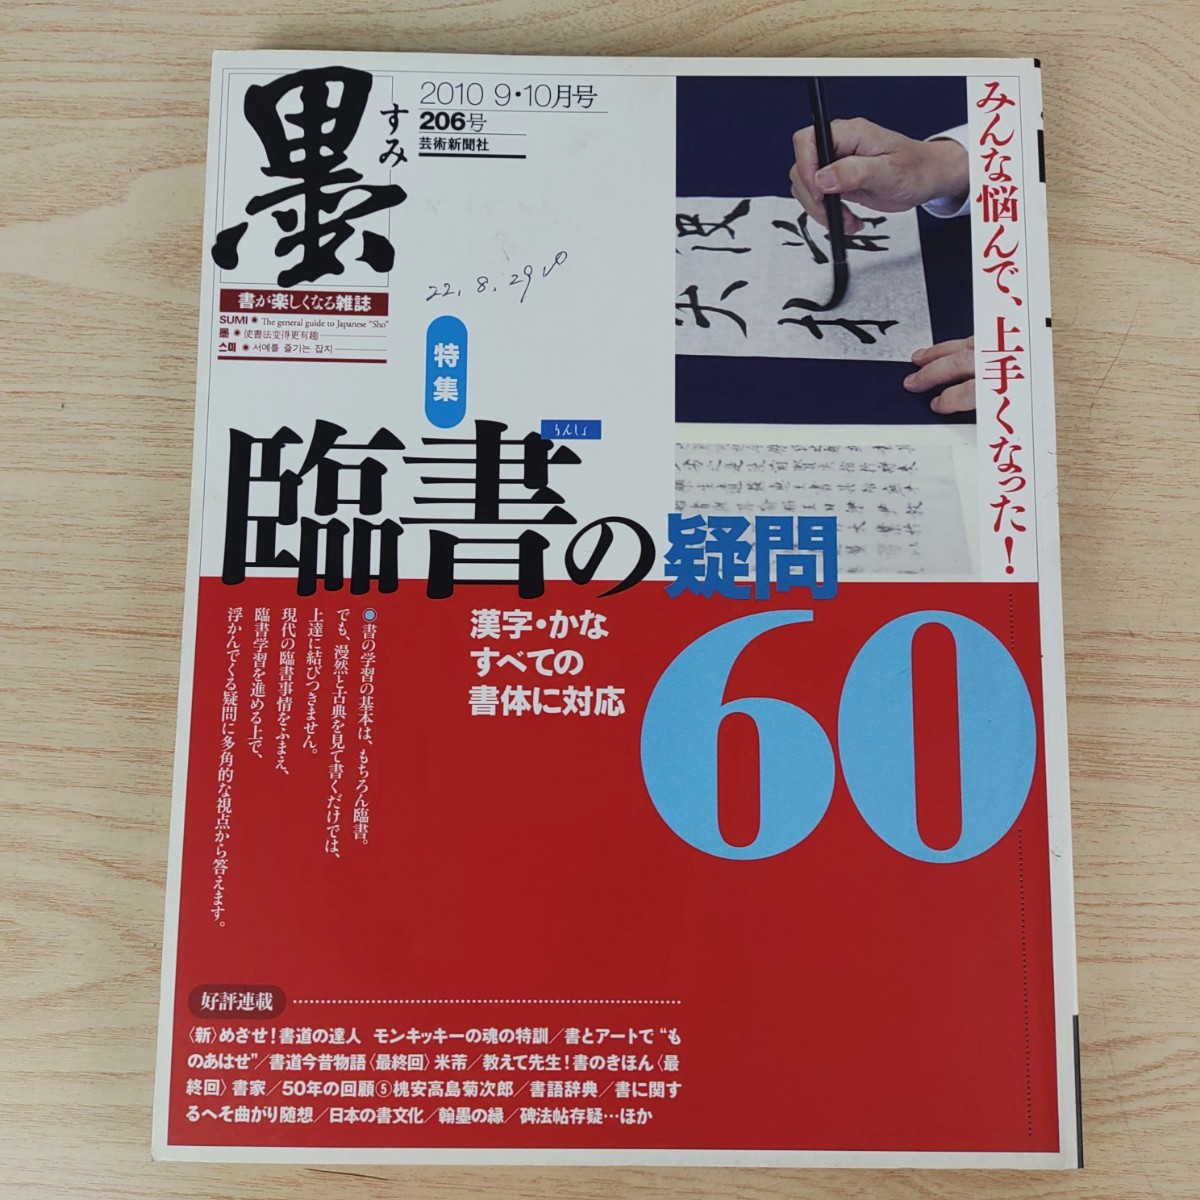 墨
すみ
2010 9・10月号
206号
芸術新聞社
書が楽しくなる雑誌
SUMI ● The general guide to Japanese "Sho"
墨 ● 使書法变得更有趣
스미 ● 서예를 즐기는 잡지
22.8.29
みんな悩んで、上手くなった!
特集
りんしょ
臨書の疑問
60
漢字・かな
すべての
書体に対応
◉書の学習の基本は、もちろん臨書。
でも、漫然と古典を見て書くだけでは、
上達に結びつきません。
現代の臨書事情をふまえ、
臨書学習を進める上で、
浮かんでくる疑問に多角的な視点から答えます。
好評連載
〈新〉めざせ!書道の達人 モンキッキーの魂の特訓/書とアートで“も
のあはせ”/書道今昔物語〈最終回〉米芾/教えて先生!書のきほん〈最
終回〉書家/50年の回顧⑤桃安高島菊次郎/書語辞典/書に関す
るへそ曲がり随想/日本の書文化/翰墨の縁/碑法帖存疑…ほか